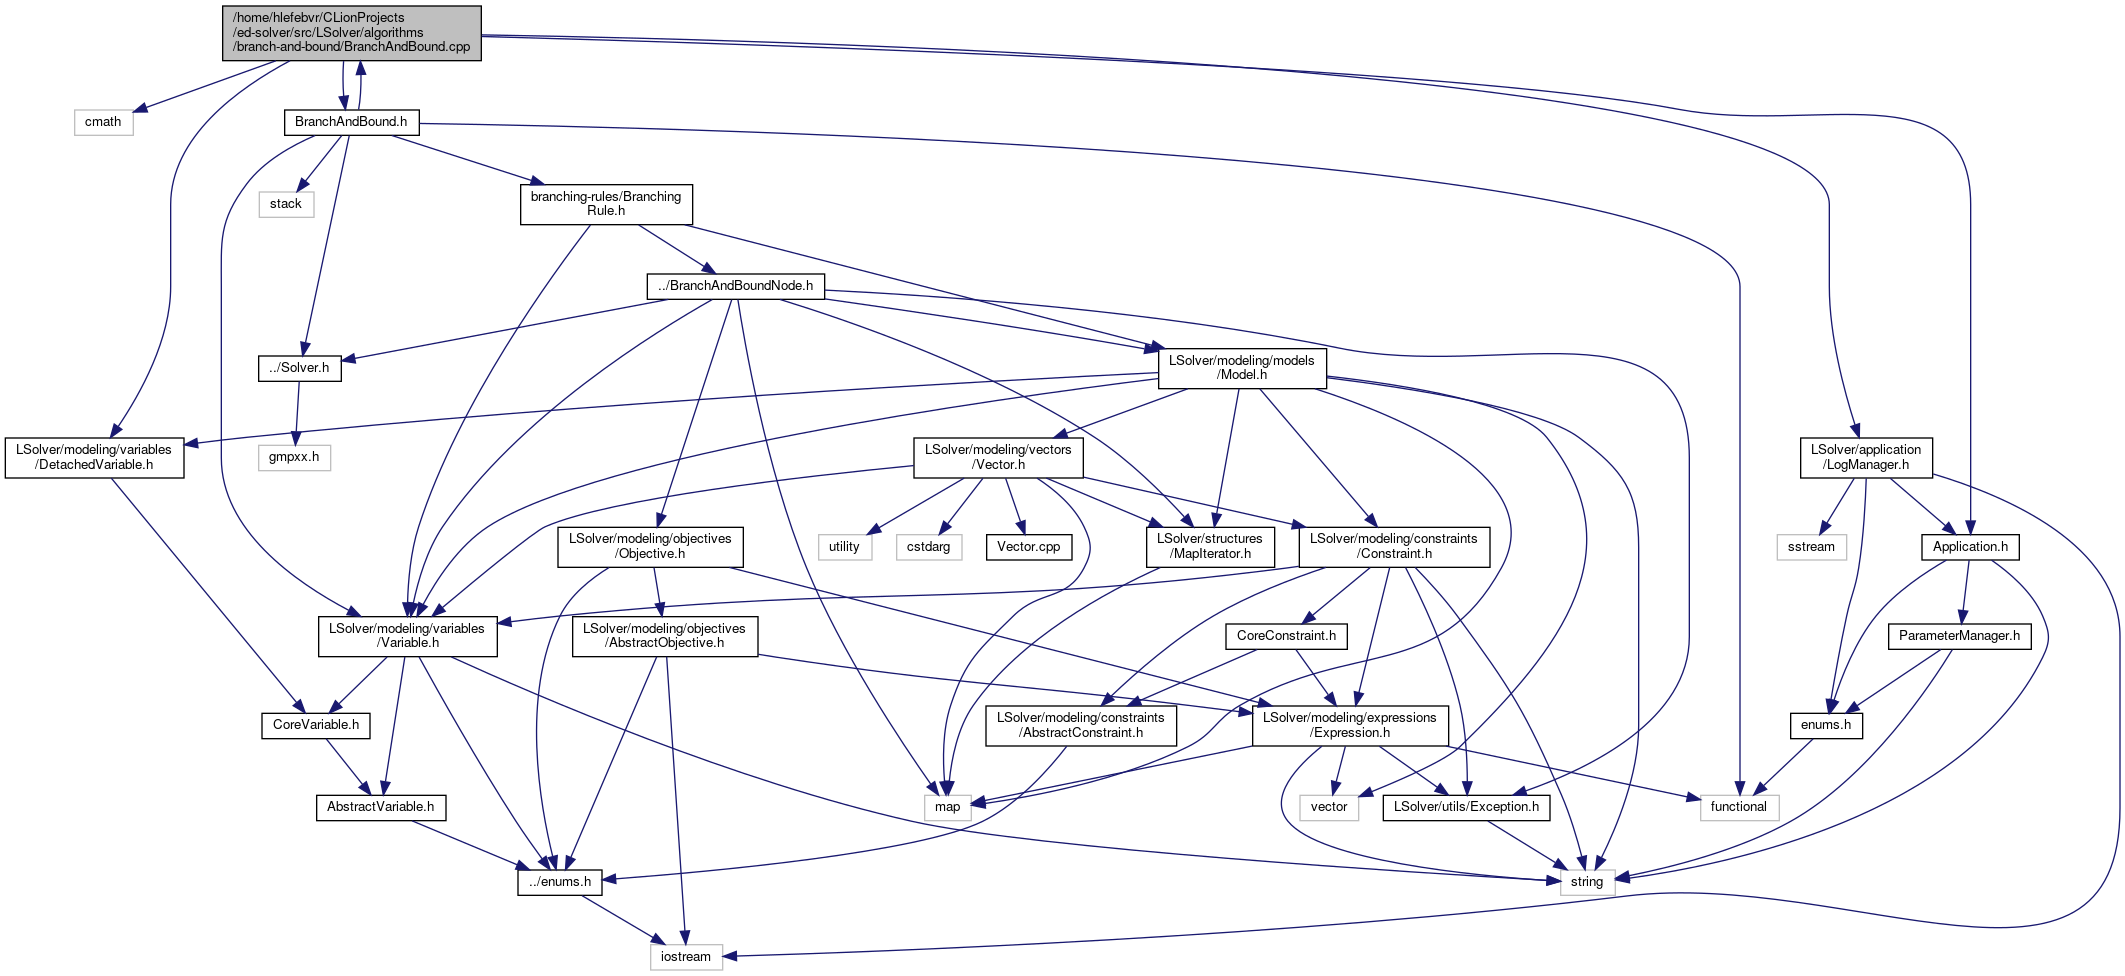 /home/hlefebvr/CLionProjects
/ed-solver/src/LSolver/algorithms
/branch-and-bound/BranchAndBound.cpp
cmath
BranchAndBound.h
stack
branching-rules/Branching
Rule.h
../BranchAndBoundNode.h
../Solver.h
LSolver/modeling/models
/Model.h
LSolver/modeling/variables
/DetachedVariable.h
gmpxx.h
LSolver/modeling/vectors
/Vector.h
LSolver/application
/LogManager.h
LSolver/modeling/objectives
/Objective.h
utility
cstdarg
Vector.cpp
LSolver/structures
/MapIterator.h
LSolver/modeling/constraints
/Constraint.h
sstream
Application.h
LSolver/modeling/variables
/Variable.h
LSolver/modeling/objectives
/AbstractObjective.h
CoreConstraint.h
ParameterManager.h
CoreVariable.h
LSolver/modeling/constraints
/AbstractConstraint.h
LSolver/modeling/expressions
/Expression.h
enums.h
AbstractVariable.h
map
vector
LSolver/utils/Exception.h
functional
../enums.h
string
iostream